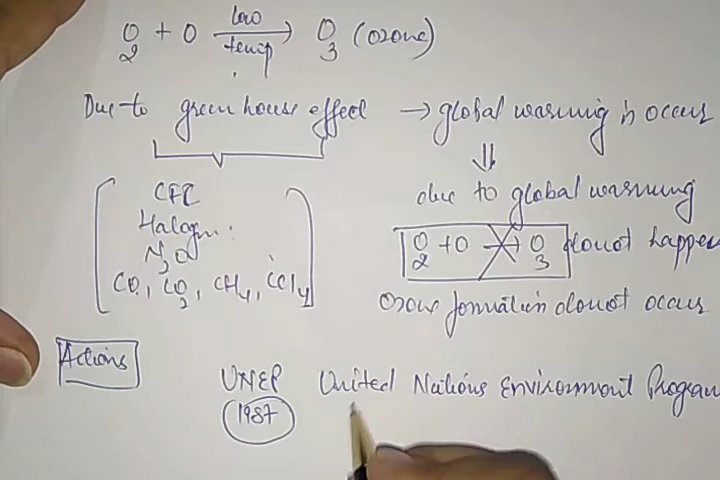 O2 + O low temp → O3 (ozone)
Due to green house effect → global warming is occurs
⇓
due to global warming
CFC
Halogen.
N2O
CO, CO2, CH4, CCl4
O2 + O → O3 donot happen
ozone formation donot occurs
Actions
UNEP United Nations Environment Program
1987